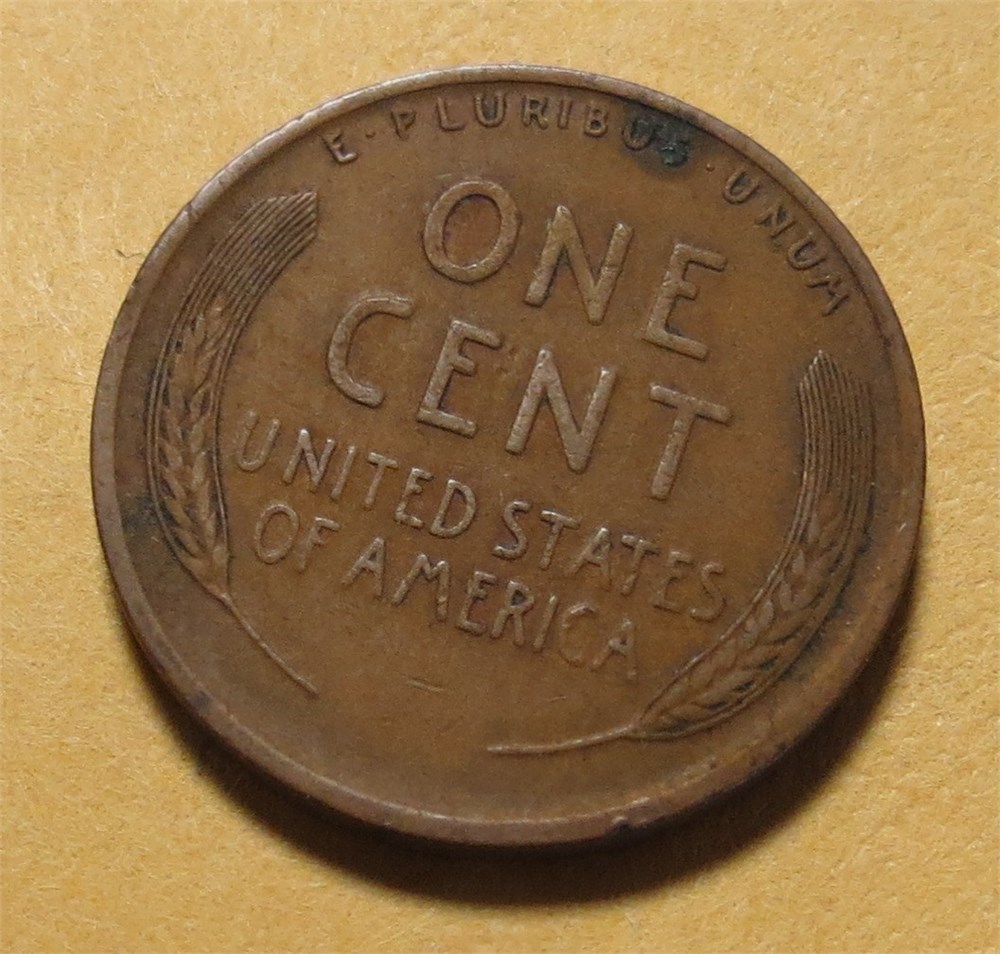 E · PLURIBUS · UNUM
ONE
CENT
UNITED STATES
OF AMERICA